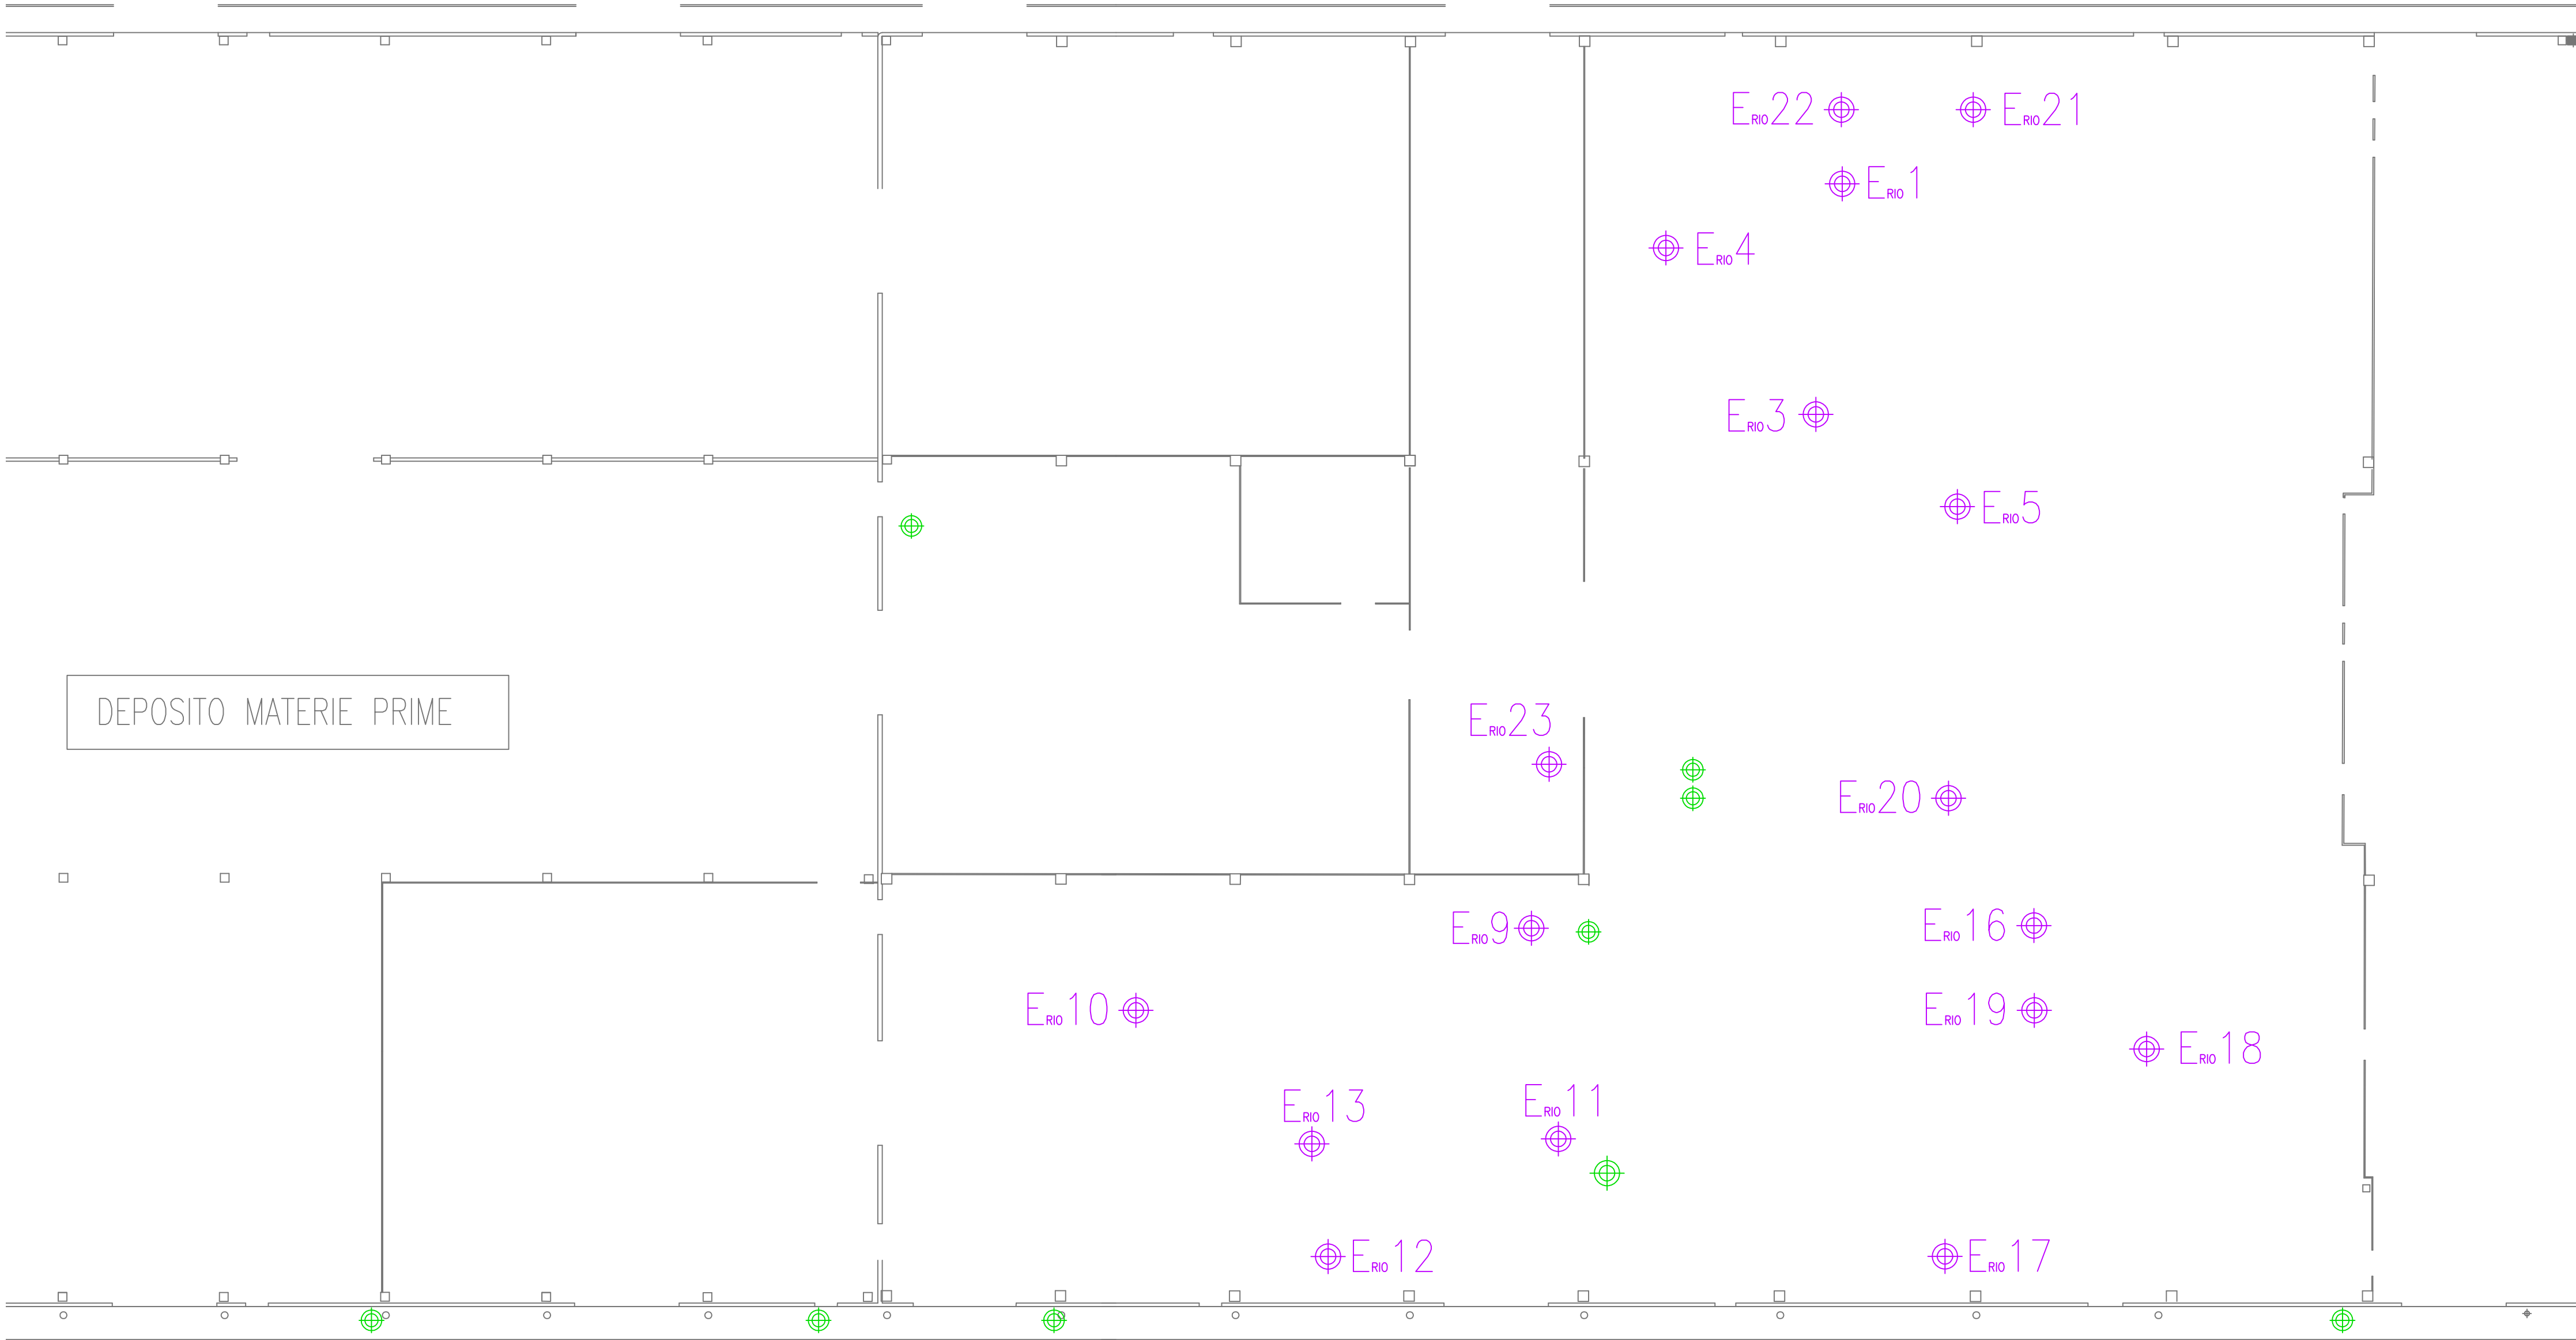 E RIO 22
E RIO 21
E RIO 1
E RIO 4
E RIO 3
E RIO 5
DEPOSITO MATERIE PRIME
E RIO 23
E RIO 20
E RIO 9
E RIO 16
E RIO 10
E RIO 19
E RIO 18
E RIO 13
E RIO 11
E RIO 12
E RIO 17